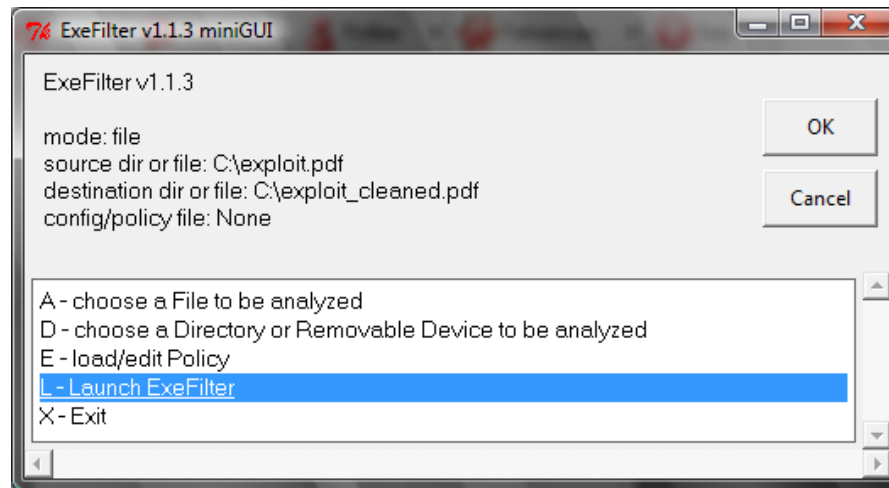 ExeFilter v1.1.3 miniGUI
ExeFilter v1.1.3
mode: file
source dir or file: C:\exploit.pdf
destination dir or file: C:\exploit_cleaned.pdf
config/policy file: None
OK
Cancel
A - choose a File to be analyzed
D - choose a Directory or Removable Device to be analyzed
E - load/edit Policy
L - Launch ExeFilter
X - Exit